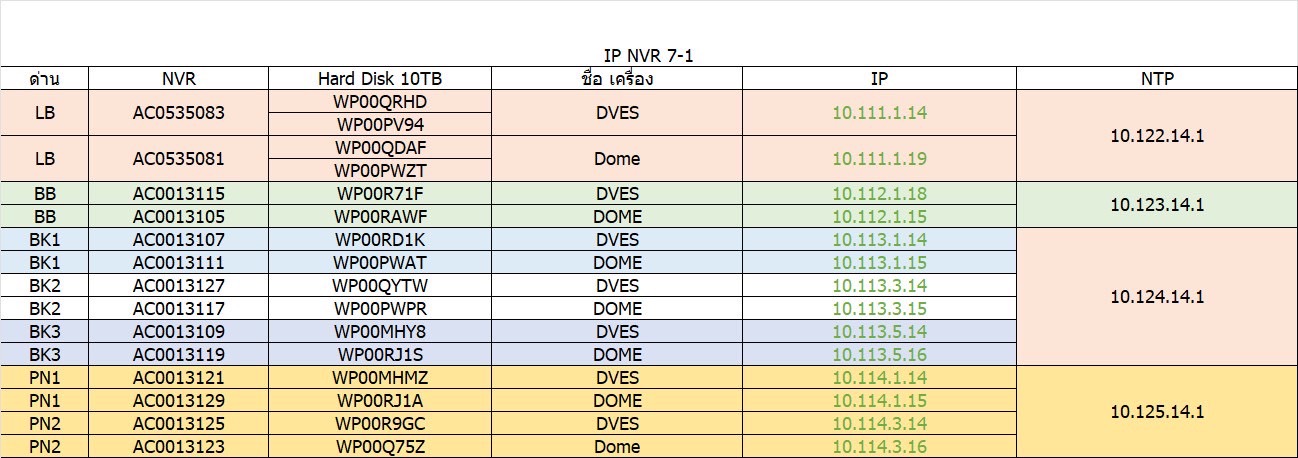 IP NVR 7-1
ด่าน NVR Hard Disk 10TB ชื่อ เครื่อง IP NTP
LB AC0535083 WP00QRHD DVES 10.111.1.14 10.122.14.1
WP00PV94
LB AC0535081 WP00QDAF Dome 10.111.1.19
WP00PWZT
BB AC0013115 WP00R71F DVES 10.112.1.18 10.123.14.1
BB AC0013105 WP00RAWF DOME 10.112.1.15
BK1 AC0013107 WP00RD1K DVES 10.113.1.14 10.124.14.1
BK1 AC0013111 WP00PWAT DOME 10.113.1.15
BK2 AC0013127 WP00QYTW DVES 10.113.3.14
BK2 AC0013117 WP00PWPR DOME 10.113.3.15
BK3 AC0013109 WP00MHY8 DVES 10.113.5.14
BK3 AC0013119 WP00RJ1S DOME 10.113.5.16
PN1 AC0013121 WP00MHMZ DVES 10.114.1.14 10.125.14.1
PN1 AC0013129 WP00RJ1A DOME 10.114.1.15
PN2 AC0013125 WP00R9GC DVES 10.114.3.14
PN2 AC0013123 WP00Q75Z Dome 10.114.3.16